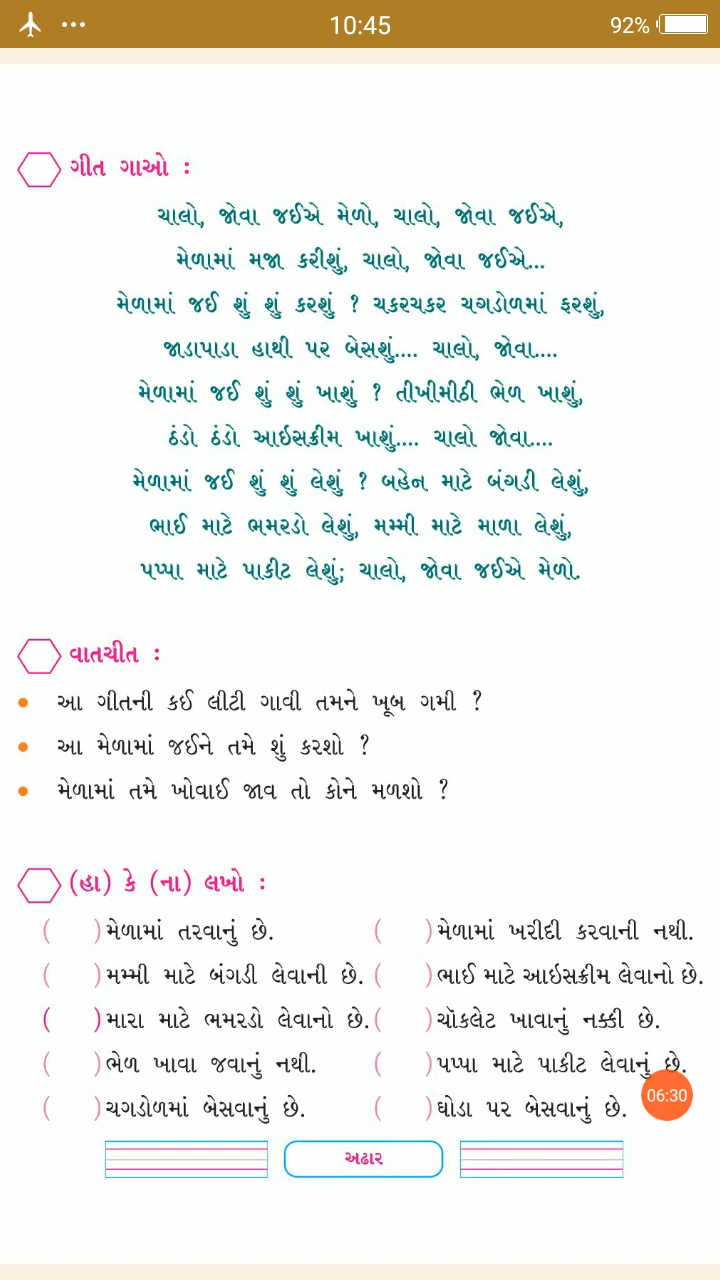 10:45
92%
ગીત ગાઓ :
ચાલો, જોવા જઈએ મેળો, ચાલો, જોવા જઈએ,
મેળામાં મજા કરીશું, ચાલો, જોવા જઈએ...
મેળામાં જઈ શું શું કરશું ? ચકરચકર ચગડોળમાં ફરશું,
જાડાપાડા હાથી પર બેસશું.... ચાલો, જોવા....
મેળામાં જઈ શું શું ખાશું ? તીખીમીઠી ભેળ ખાશું,
ઠંડો ઠંડો આઇસક્રીમ ખાશું.... ચાલો જોવા....
મેળામાં જઈ શું શું લેશું ? બહેન માટે બંગડી લેશું,
ભાઈ માટે ભમરડો લેશું, મમ્મી માટે માળા લેશું,
પપ્પા માટે પાકીટ લેશું; ચાલો, જોવા જઈએ મેળો.
વાતચીત :
• આ ગીતની કઈ લીટી ગાવી તમને ખૂબ ગમી ?
• આ મેળામાં જઈને તમે શું કરશો ?
• મેળામાં તમે ખોવાઈ જાવ તો કોને મળશો ?
(હા) કે (ના) લખો :
( ) મેળામાં તરવાનું છે. ( ) મેળામાં ખરીદી કરવાની નથી.
( ) મમ્મી માટે બંગડી લેવાની છે. ( ) ભાઈ માટે આઇસક્રીમ લેવાનો છે.
( ) મારા માટે ભમરડો લેવાનો છે. ( ) ચૉકલેટ ખાવાનું નક્કી છે.
( ) ભેળ ખાવા જવાનું નથી. ( ) પપ્પા માટે પાકીટ લેવાનું છે.
( ) ચગડોળમાં બેસવાનું છે. ( ) ઘોડા પર બેસવાનું છે.
06:30
અઢાર